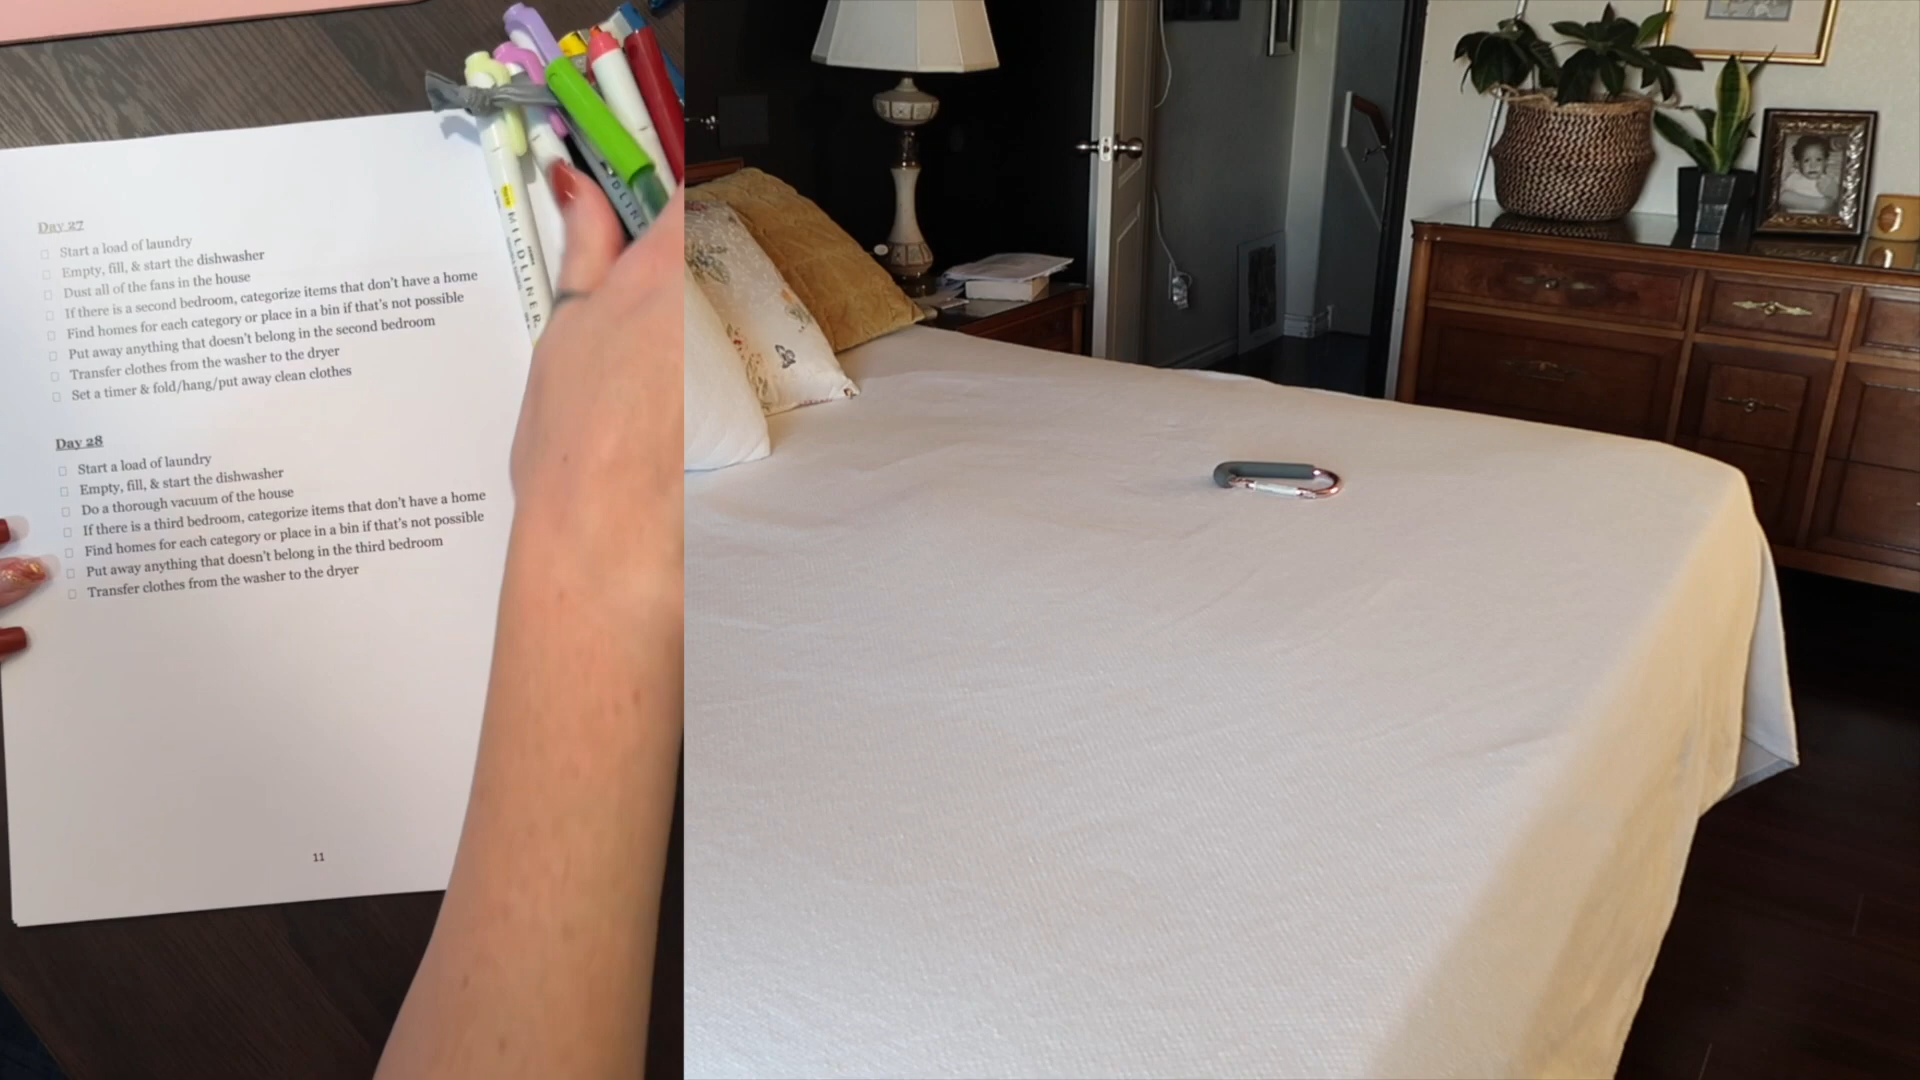 Day 27
Start a load of laundry
Empty, fill, & start the dishwasher
Dust all of the fans in the house
If there is a second bedroom, categorize items that don't have a home
Find homes for each category or place in a bin if that's not possible
Put away anything that doesn't belong in the second bedroom
Transfer clothes from the washer to the dryer
Set a timer & fold/hang/put away clean clothes
Day 28
Start a load of laundry
Empty, fill, & start the dishwasher
Do a thorough vacuum of the house
If there is a third bedroom, categorize items that don't have a home
Find homes for each category or place in a bin if that's not possible
Put away anything that doesn't belong in the third bedroom
Transfer clothes from the washer to the dryer
11
MILDLINER